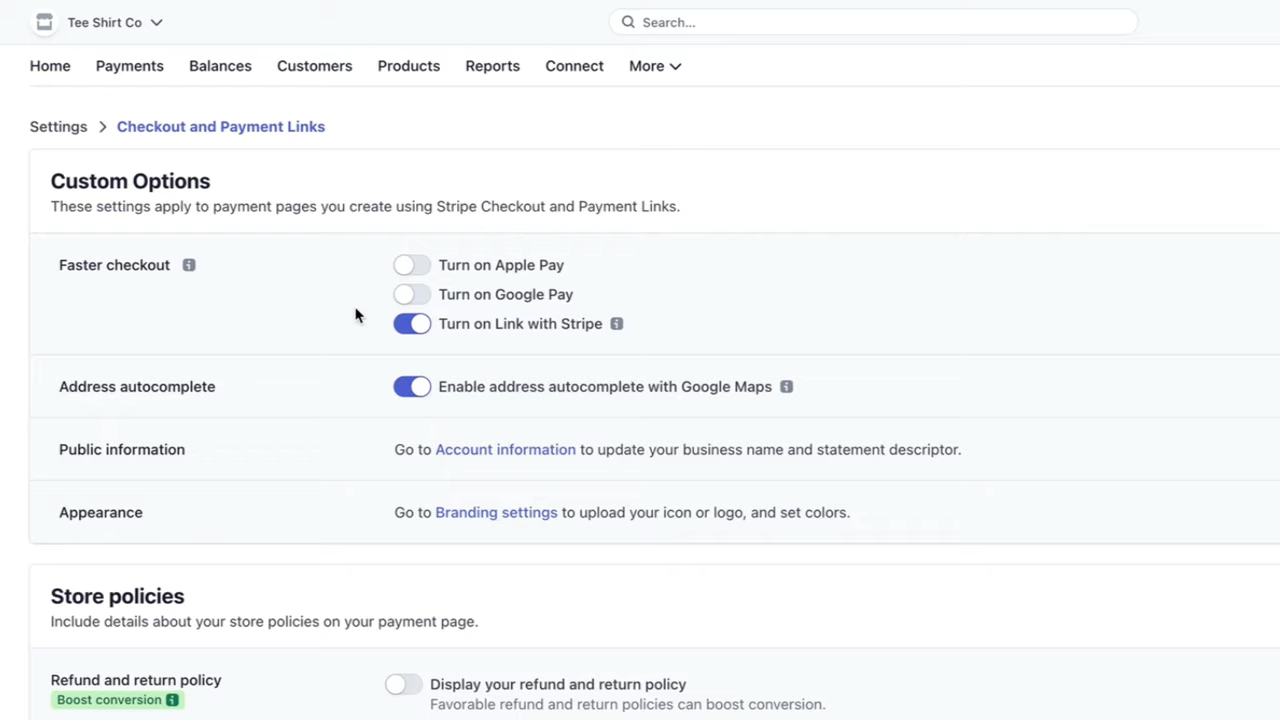 Tee Shirt Co
Search...
Home Payments Balances Customers Products Reports Connect More
Settings > Checkout and Payment Links
Custom Options
These settings apply to payment pages you create using Stripe Checkout and Payment Links.
Faster checkout
Turn on Apple Pay
Turn on Google Pay
Turn on Link with Stripe
Address autocomplete
Enable address autocomplete with Google Maps
Public information
Go to Account information to update your business name and statement descriptor.
Appearance
Go to Branding settings to upload your icon or logo, and set colors.
Store policies
Include details about your store policies on your payment page.
Refund and return policy
Boost conversion
Display your refund and return policy
Favorable refund and return policies can boost conversion.